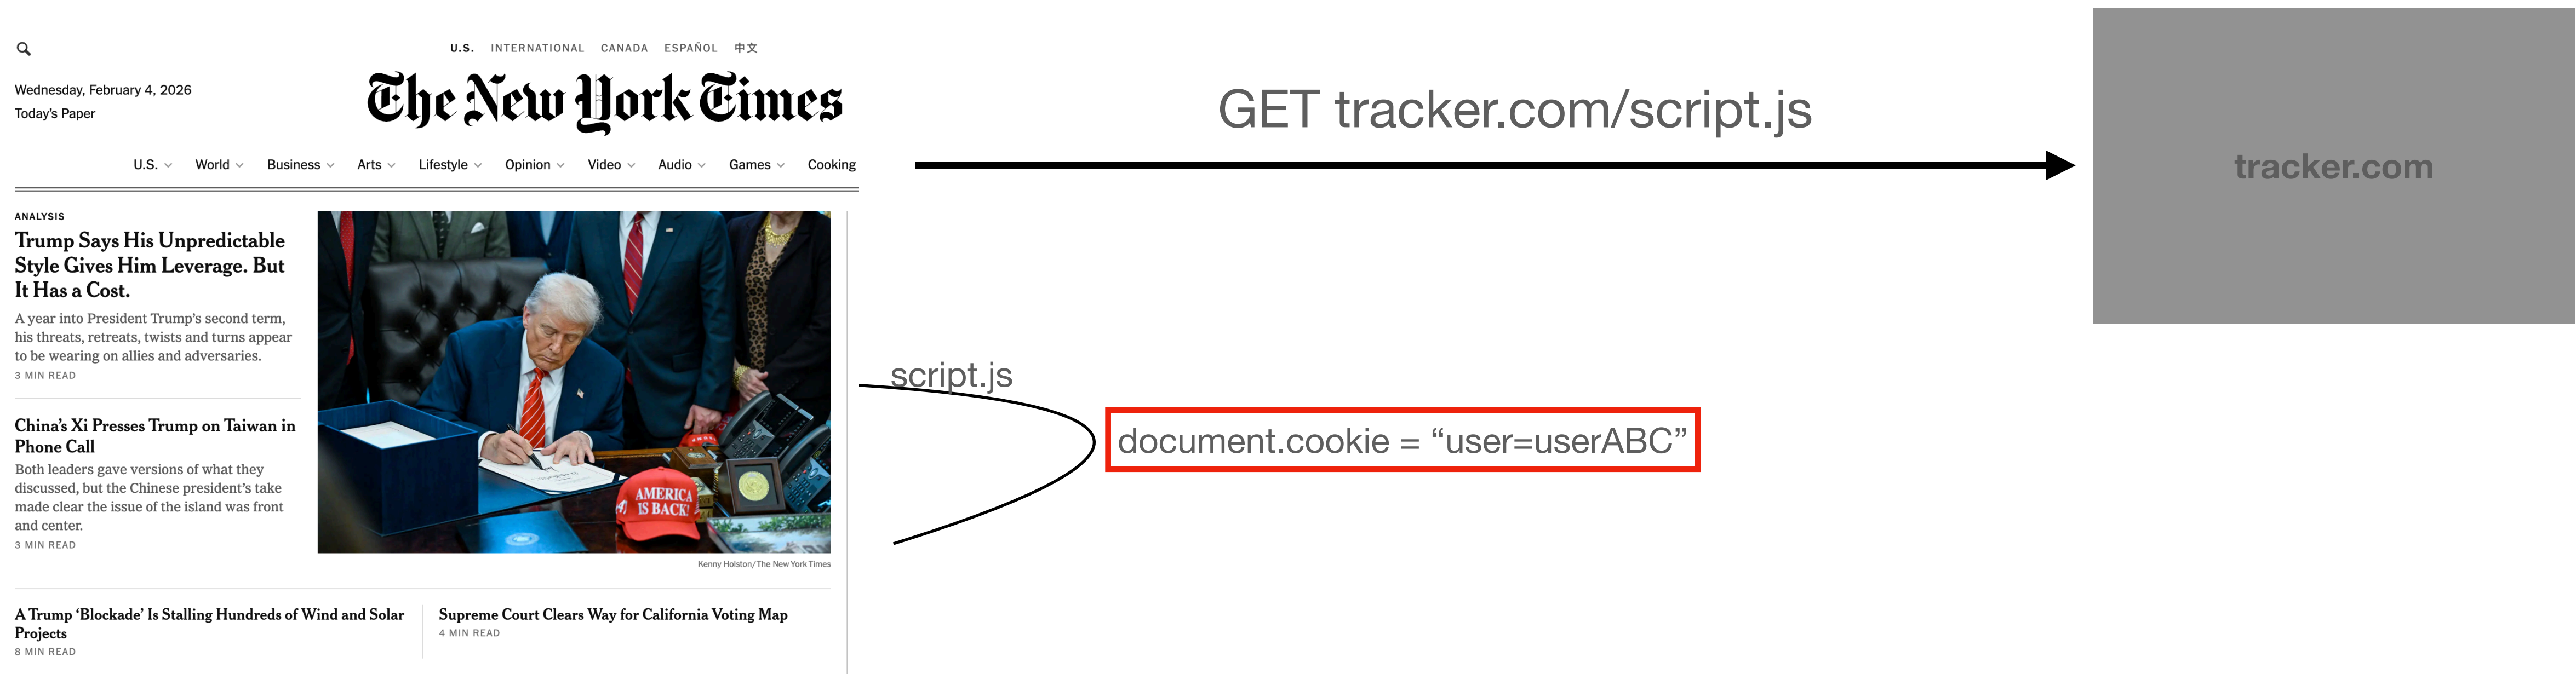 U.S. INTERNATIONAL CANADA ESPAÑOL 中文
Wednesday, February 4, 2026
Today's Paper
The New York Times
U.S. World Business Arts Lifestyle Opinion Video Audio Games Cooking
ANALYSIS
Trump Says His Unpredictable
Style Gives Him Leverage. But
It Has a Cost.
A year into President Trump's second term,
his threats, retreats, twists and turns appear
to be wearing on allies and adversaries.
3 MIN READ
China's Xi Presses Trump on Taiwan in
Phone Call
Both leaders gave versions of what they
discussed, but the Chinese president's take
made clear the issue of the island was front
and center.
3 MIN READ
AMERICA
IS BACK!
Kenny Holston/The New York Times
A Trump ‘Blockade’ Is Stalling Hundreds of Wind and Solar
Projects
8 MIN READ
Supreme Court Clears Way for California Voting Map
4 MIN READ
GET tracker.com/script.js
tracker.com
script.js
document.cookie = “user=userABC”